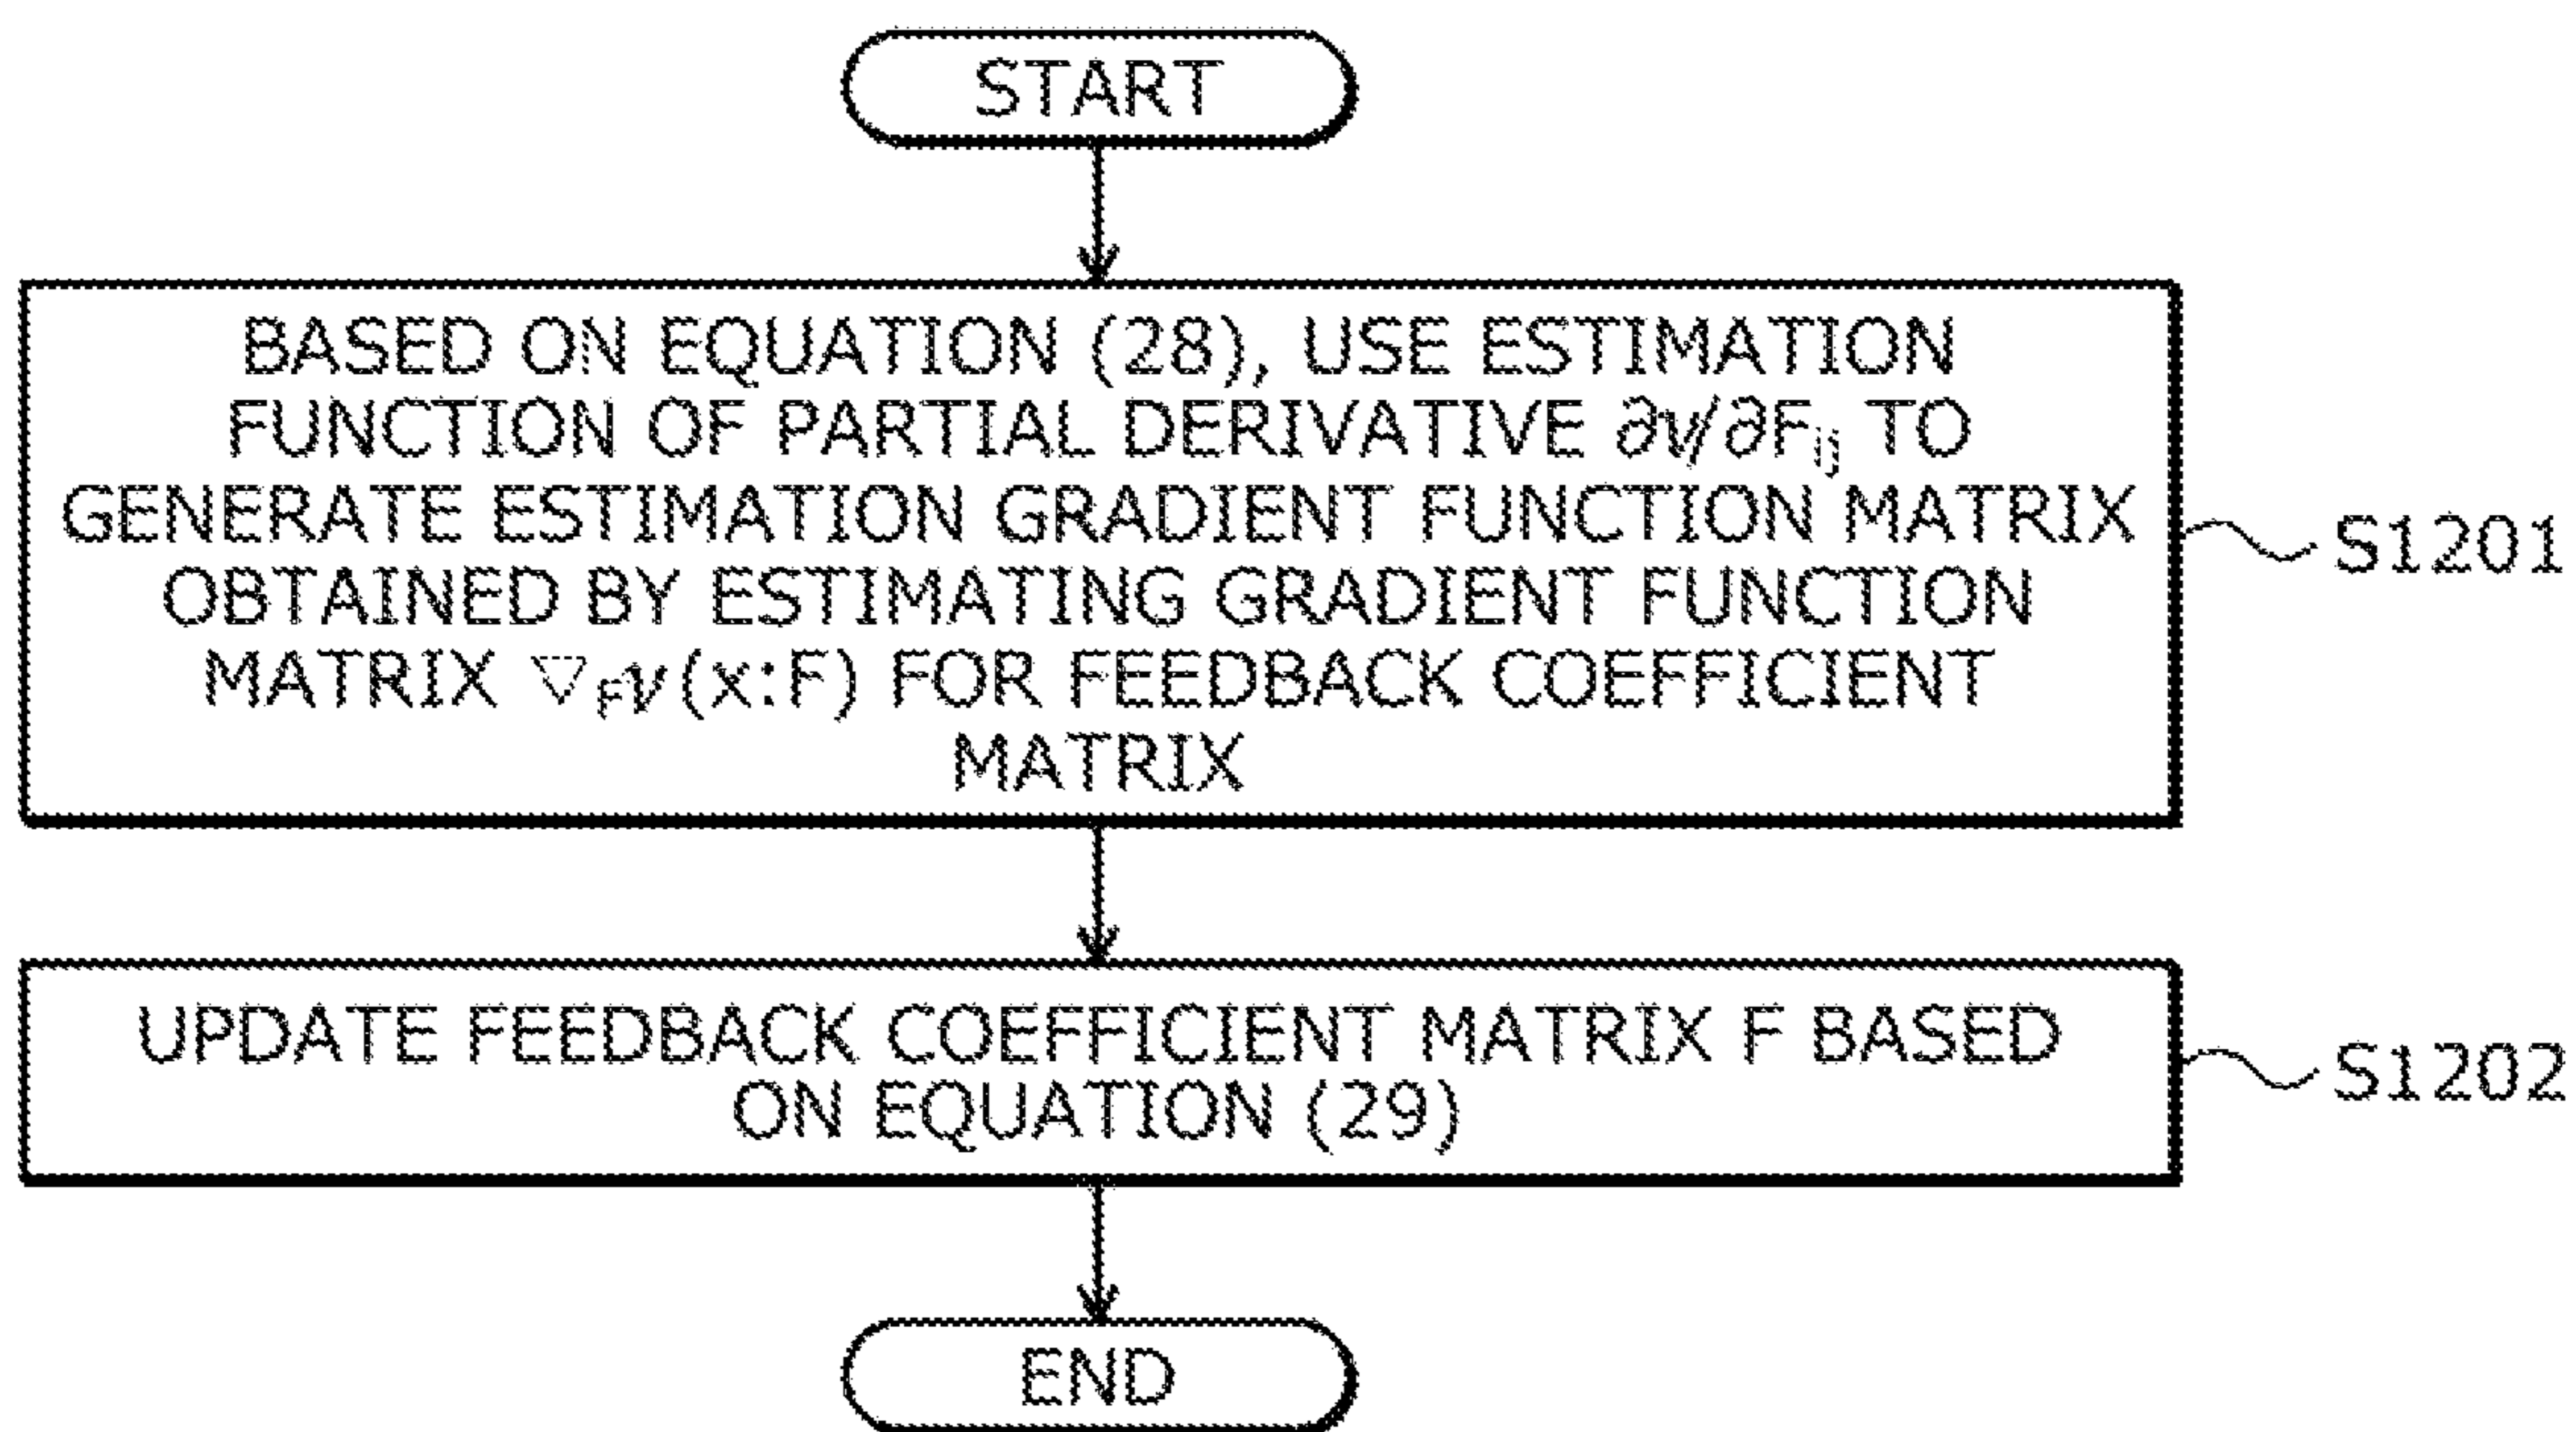 START
BASED ON EQUATION (28), USE ESTIMATION
FUNCTION OF PARTIAL DERIVATIVE ∂v/∂Fij TO
GENERATE ESTIMATION GRADIENT FUNCTION MATRIX
OBTAINED BY ESTIMATING GRADIENT FUNCTION
MATRIX ∇Fv(x:F) FOR FEEDBACK COEFFICIENT
MATRIX
S1201
UPDATE FEEDBACK COEFFICIENT MATRIX F BASED
ON EQUATION (29)
S1202
END